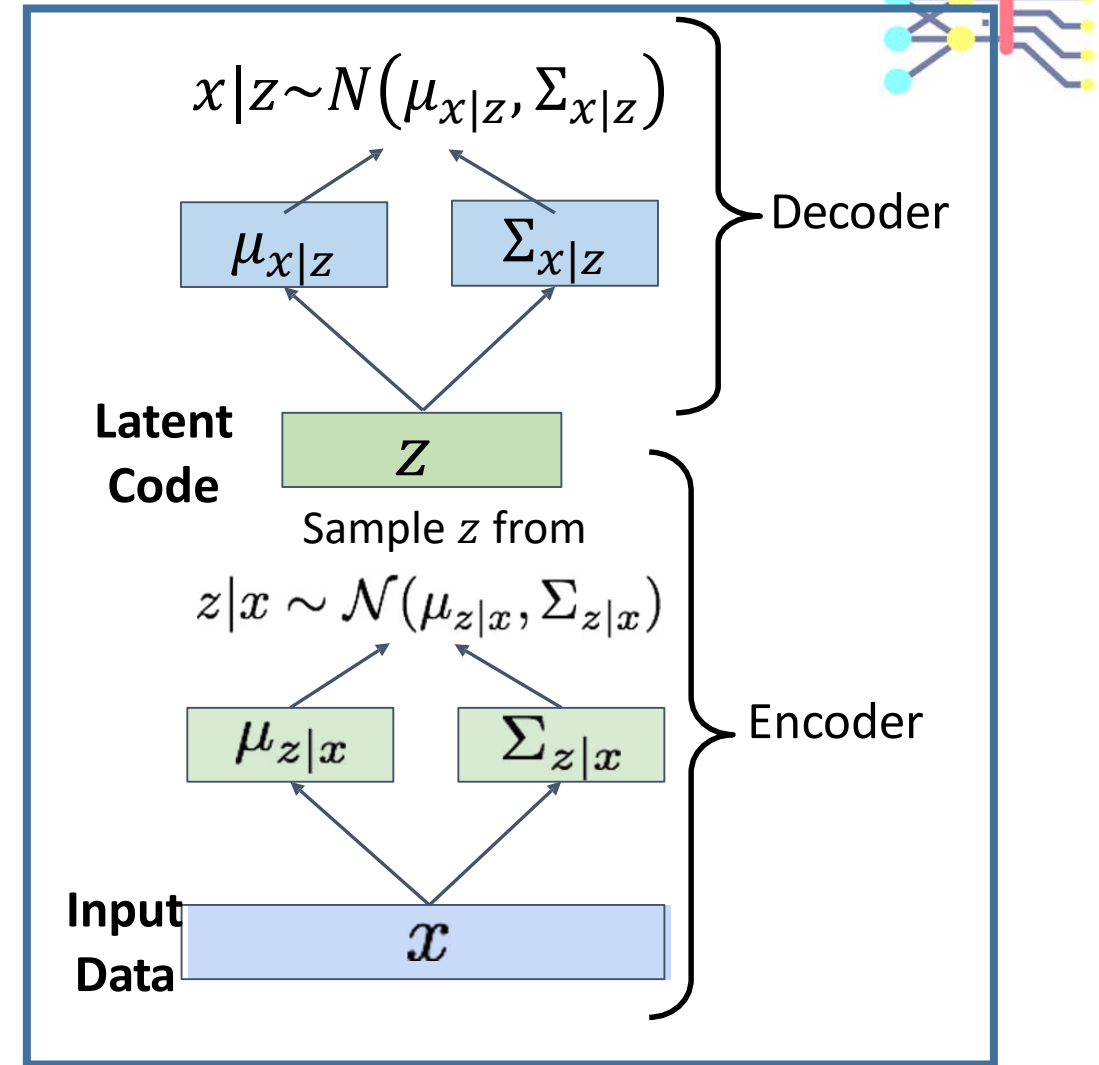 x|z~N(μ_{x|z}, Σ_{x|z})
μ_{x|z} Σ_{x|z}
Decoder
Latent
Code
z
Sample z from
z|x ∼ 𝒩(μ_{z|x}, Σ_{z|x})
μ_{z|x} Σ_{z|x}
Encoder
Input
Data
x